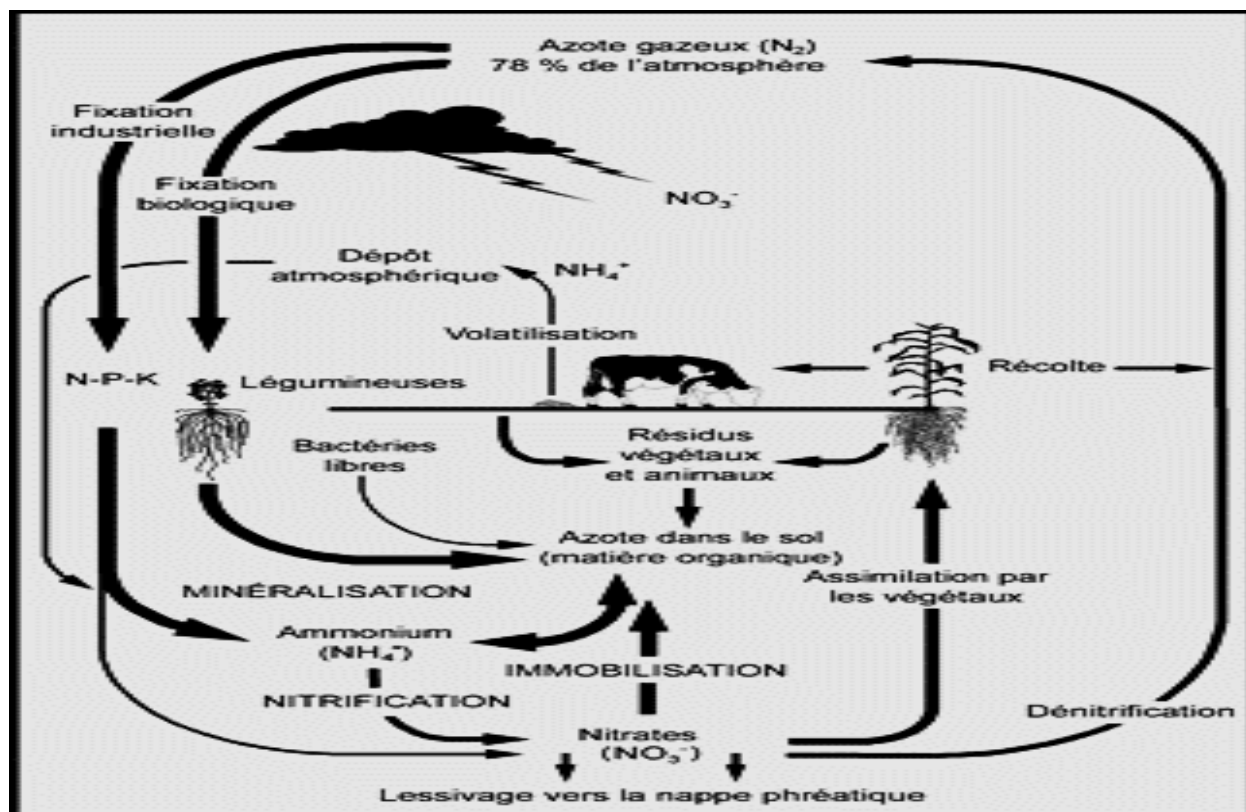 Azote gazeux (N₂)
78 % de l'atmosphère
Fixation
industrielle
Fixation
biologique
NO₃⁻
Dépôt
atmosphérique
NH₄⁺
Volatilisation
N-P-K
Légumineuses
Récolte
Bactéries
libres
Résidus
végétaux
et animaux
Azote dans le sol
(matière organique)
Assimilation par
les végétaux
MINÉRALISATION
Ammonium
(NH₄⁺)
IMMOBILISATION
NITRIFICATION
Nitrates
(NO₃⁻)
Dénitrification
Lessivage vers la nappe phréatique